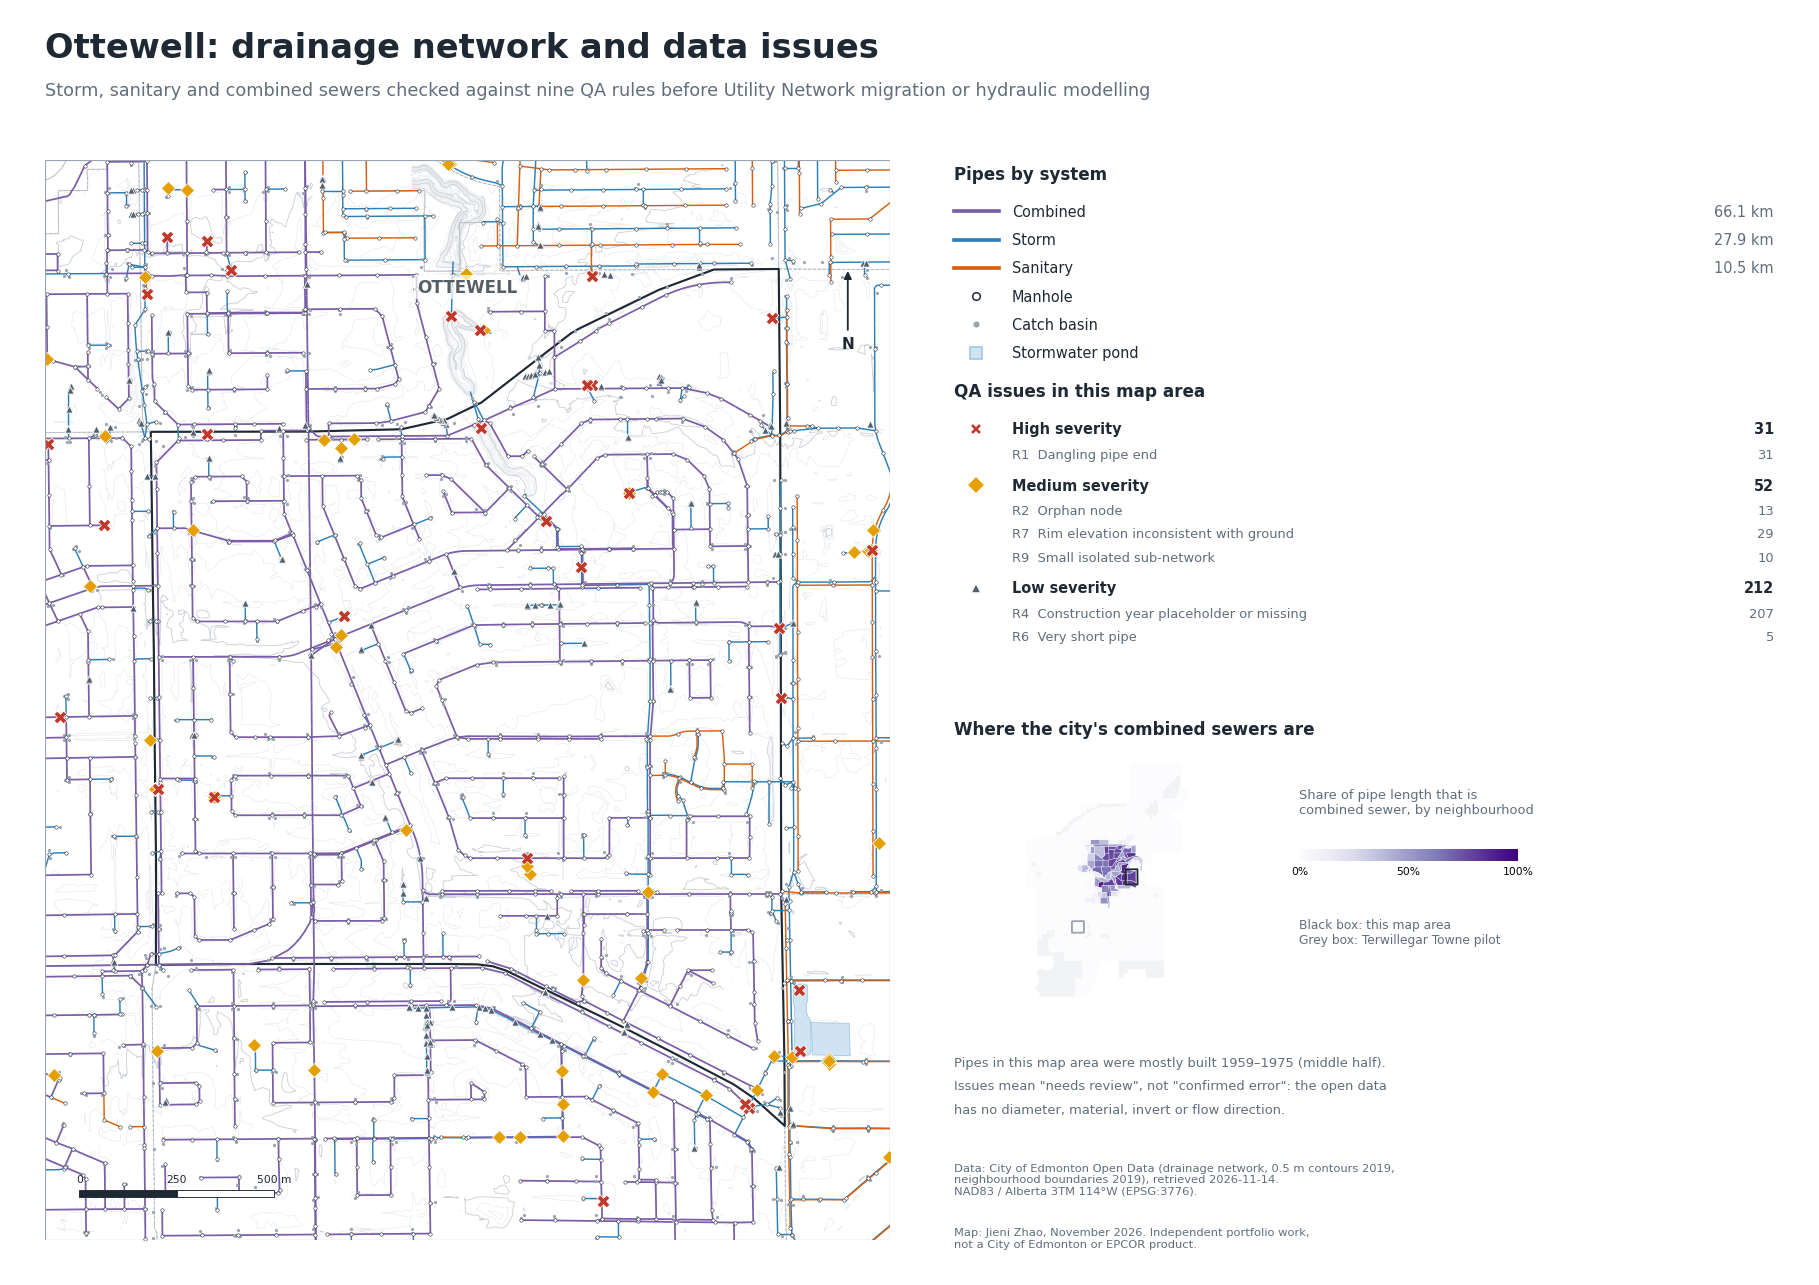 Ottewell: drainage network and data issues
Storm, sanitary and combined sewers checked against nine QA rules before Utility Network migration or hydraulic modelling
OTTEWELL
N
0
250
500 m
Pipes by system
Combined 66.1 km
Storm 27.9 km
Sanitary 10.5 km
Manhole
Catch basin
Stormwater pond
QA issues in this map area
High severity 31
R1 Dangling pipe end 31
Medium severity 52
R2 Orphan node 13
R7 Rim elevation inconsistent with ground 29
R9 Small isolated sub-network 10
Low severity 212
R4 Construction year placeholder or missing 207
R6 Very short pipe 5
Where the city's combined sewers are
Share of pipe length that is
combined sewer, by neighbourhood
0% 50% 100%
Black box: this map area
Grey box: Terwillegar Towne pilot
Pipes in this map area were mostly built 1959–1975 (middle half).
Issues mean "needs review", not "confirmed error": the open data
has no diameter, material, invert or flow direction.
Data: City of Edmonton Open Data (drainage network, 0.5 m contours 2019,
neighbourhood boundaries 2019), retrieved 2026-11-14.
NAD83 / Alberta 3TM 114°W (EPSG:3776).
Map: Jieni Zhao, November 2026. Independent portfolio work,
not a City of Edmonton or EPCOR product.